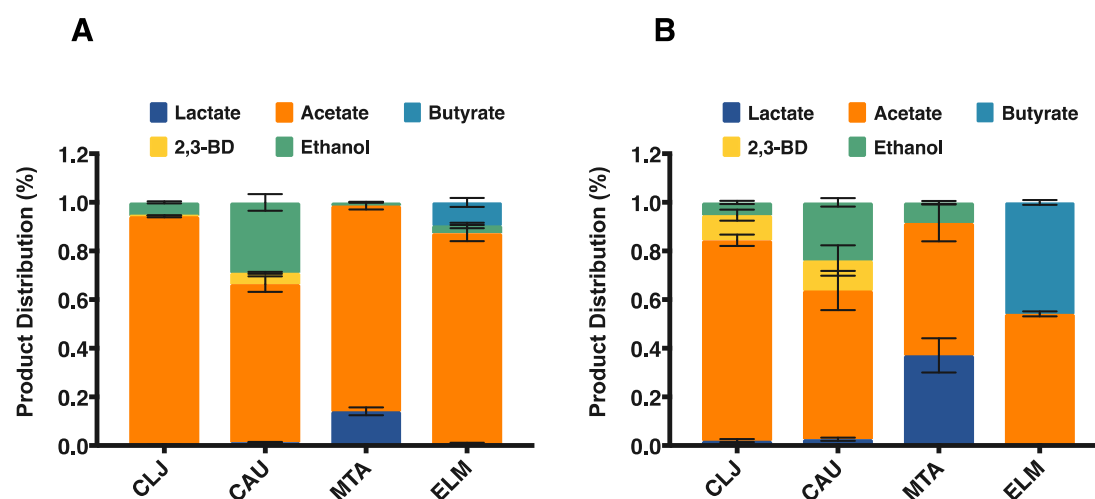 A
Lactate Acetate Butyrate
2,3-BD Ethanol
Product Distribution (%)
1.2
1.0
0.8
0.6
0.4
0.2
0.0
CLJ CAU MTA ELM
B
Lactate Acetate Butyrate
2,3-BD Ethanol
Product Distribution (%)
1.2
1.0
0.8
0.6
0.4
0.2
0.0
CLJ CAU MTA ELM